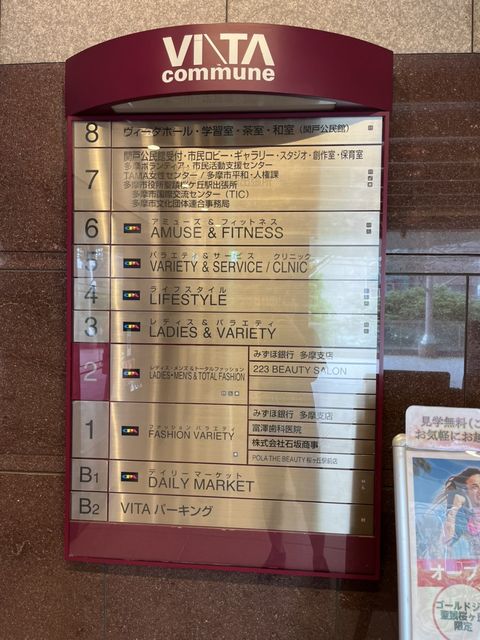 VITA
commune
8 ヴィータホール・学習室・茶室・和室（関戸公民館）
7 関戸公民館受付・市民ロビー・ギャラリー・スタジオ・創作室・保育室
多摩ボランティア・市民活動支援センター
TAMA女性センター / 多摩市平和・人権課
多摩市役所聖蹟桜ヶ丘駅出張所
多摩市国際交流センター（TIC）
多摩市文化団体連合事務局
6 アミューズ & フィットネス
AMUSE & FITNESS
5 バラエティ & サービス クリニック
VARIETY & SERVICE / CLNIC
4 ライフスタイル
LIFESTYLE
3 レディス & バラエティ
LADIES & VARIETY
2 レディス・メンズ & トータルファッション
LADIES・MEN'S & TOTAL FASHION
みずほ銀行 多摩支店
223 BEAUTY SALON
1 ファッション バラエティ
FASHION VARIETY
みずほ銀行 多摩支店
富澤歯科医院
株式会社石坂商事
POLA THE BEAUTY 桜ヶ丘駅前店
B1 デイリー マーケット
DAILY MARKET
B2 VITA パーキング
見学無料
お気軽にお
オープ
ゴールドジ
聖蹟桜ヶ
限定